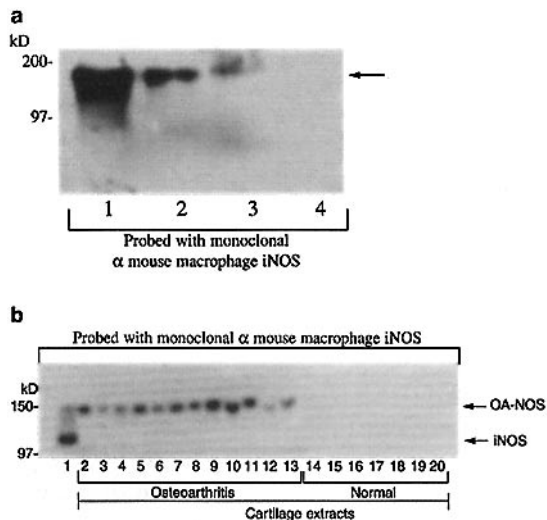 a
kD
200-
97-
1 2 3 4
Probed with monoclonal
α mouse macrophage iNOS
b
Probed with monoclonal α mouse macrophage iNOS
kD
150-
OA-NOS
iNOS
97-
1 2 3 4 5 6 7 8 9 10 11 12 13 14 15 16 17 18 19 20
Osteoarthritis Normal
Cartilage extracts